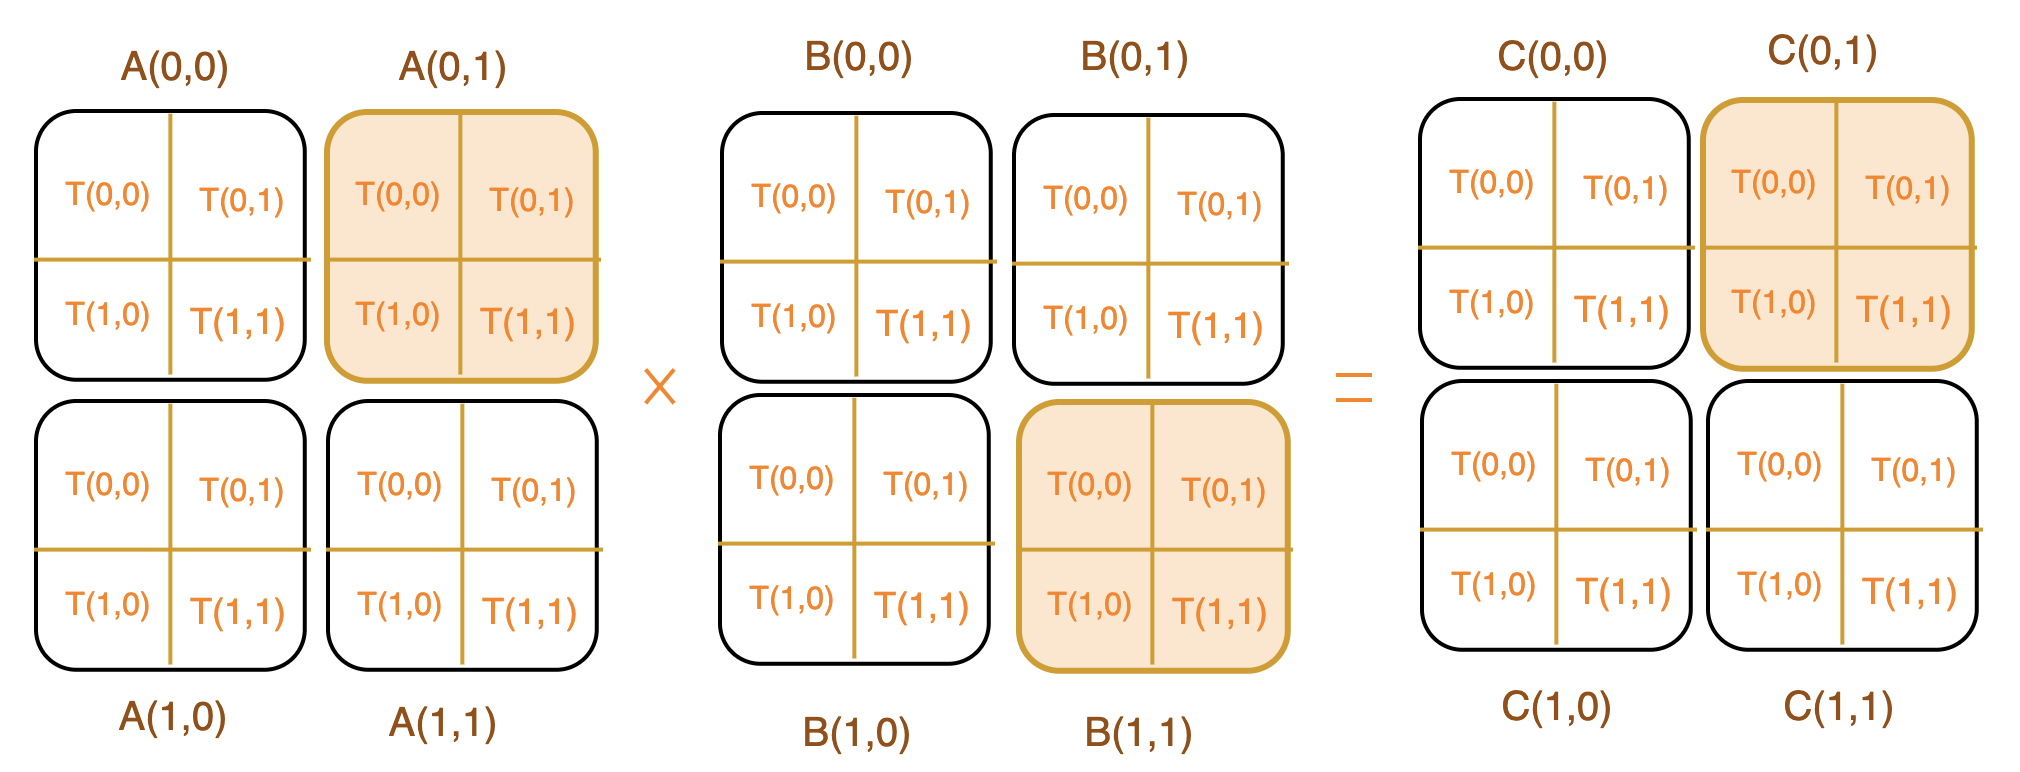 A(0,0) A(0,1) B(0,0) B(0,1) C(0,0) C(0,1)
T(0,0) T(0,1) T(0,0) T(0,1) T(0,0) T(0,1) T(0,0) T(0,1) T(0,0) T(0,1) T(0,0) T(0,1)
T(1,0) T(1,1) T(1,0) T(1,1) T(1,0) T(1,1) T(1,0) T(1,1) T(1,0) T(1,1) T(1,0) T(1,1)
× =
T(0,0) T(0,1) T(0,0) T(0,1) T(0,0) T(0,1) T(0,0) T(0,1) T(0,0) T(0,1) T(0,0) T(0,1)
T(1,0) T(1,1) T(1,0) T(1,1) T(1,0) T(1,1) T(1,0) T(1,1) T(1,0) T(1,1) T(1,0) T(1,1)
A(1,0) A(1,1) B(1,0) B(1,1) C(1,0) C(1,1)